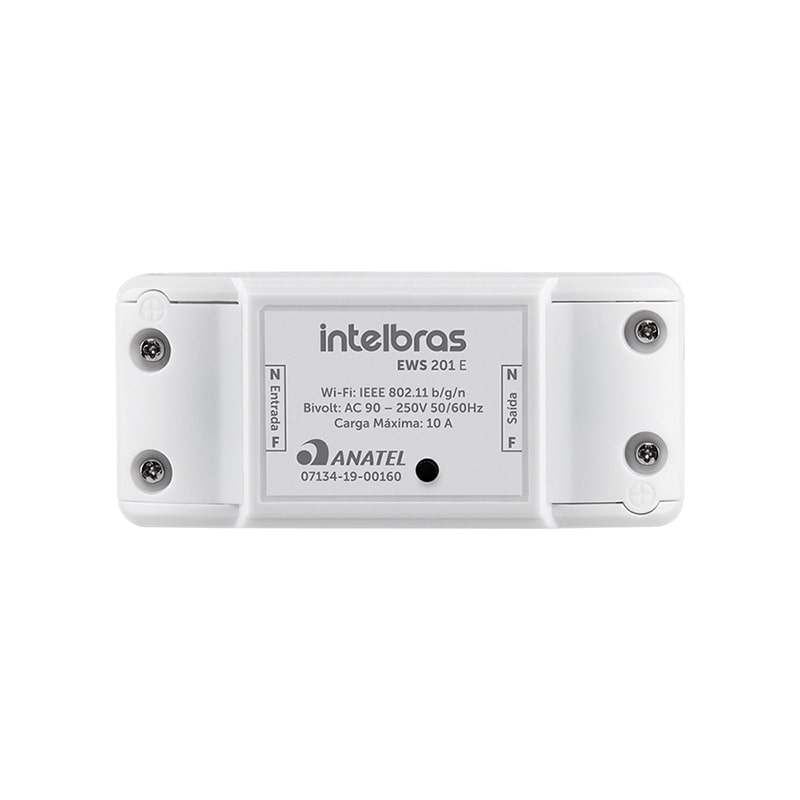 intelbras
EWS 201 E
N Entrada F
Wi-Fi: IEEE 802.11 b/g/n
Bivolt: AC 90 – 250V 50/60Hz
Carga Máxima: 10 A
ANATEL
07134-19-00160
N Saída F